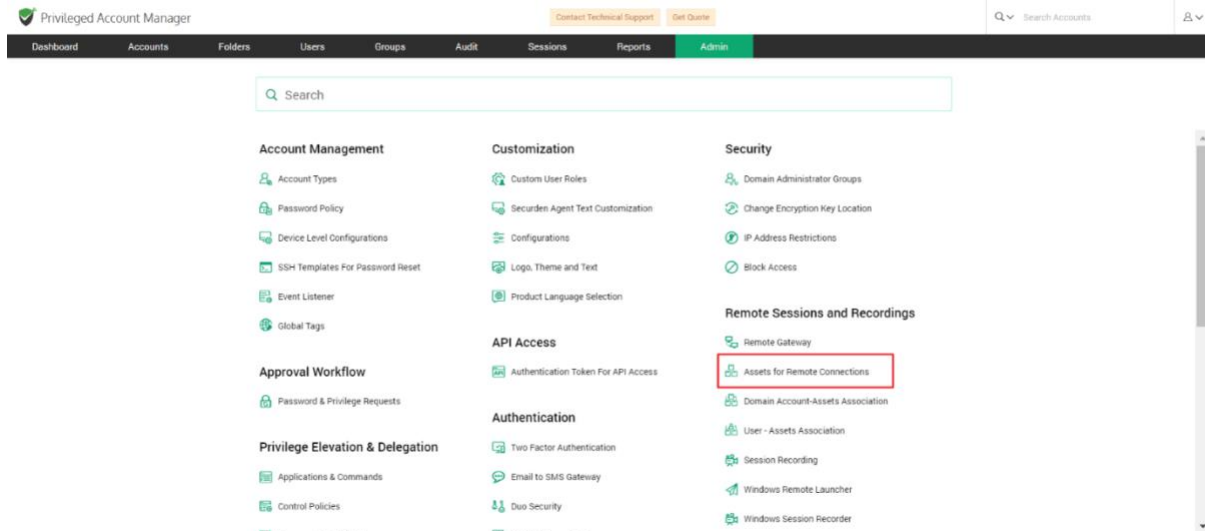 Privileged Account Manager
Contact Technical Support
Get Quote
Search Accounts
Dashboard
Accounts
Folders
Users
Groups
Audit
Sessions
Reports
Admin
Search
Account Management
Account Types
Password Policy
Device Level Configurations
SSH Templates For Password Reset
Event Listener
Global Tags
Approval Workflow
Password & Privilege Requests
Privilege Elevation & Delegation
Applications & Commands
Control Policies
Customization
Custom User Roles
Securden Agent Text Customization
Configurations
Logo, Theme and Text
Product Language Selection
API Access
Authentication Token For API Access
Authentication
Two Factor Authentication
Email to SMS Gateway
Duo Security
Security
Domain Administrator Groups
Change Encryption Key Location
IP Address Restrictions
Block Access
Remote Sessions and Recordings
Remote Gateway
Assets for Remote Connections
Domain Account-Assets Association
User - Assets Association
Session Recording
Windows Remote Launcher
Windows Session Recorder